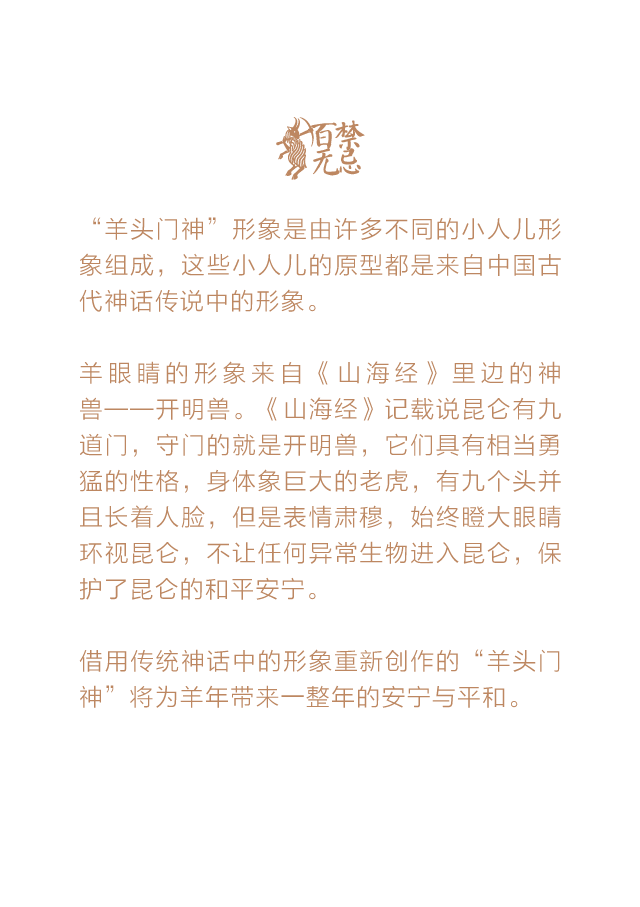 百禁
无忌
“羊头门神”形象是由许多不同的小人儿形
象组成，这些小人儿的原型都是来自中国古
代神话传说中的形象。
羊眼睛的形象来自《山海经》里边的神
兽——开明兽。《山海经》记载说昆仑有九
道门，守门的就是开明兽，它们具有相当勇
猛的性格，身体象巨大的老虎，有九个头并
且长着人脸，但是表情肃穆，始终瞪大眼睛
环视昆仑，不让任何异常生物进入昆仑，保
护了昆仑的和平安宁。
借用传统神话中的形象重新创作的“羊头门
神”将为羊年带来一整年的安宁与平和。